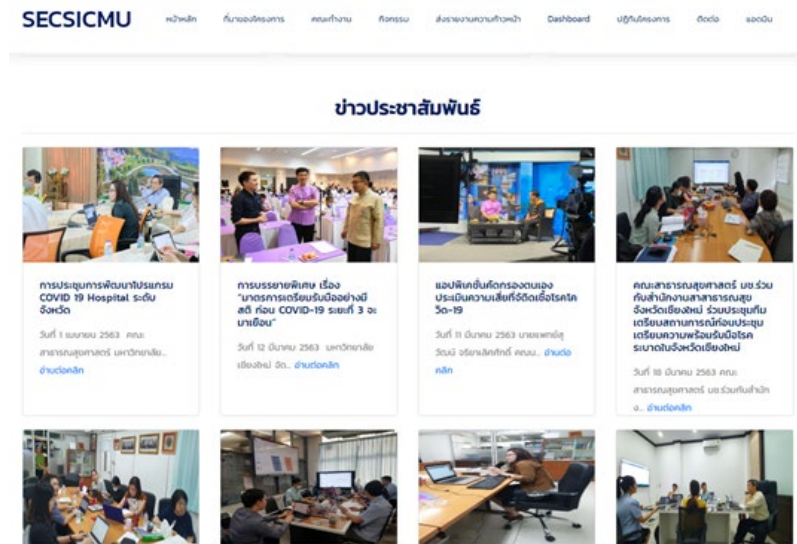 SECSICMU หน้าหลัก ที่มาของโครงการ คณะทำงาน กิจกรรม ส่งรายงานความก้าวหน้า Dashboard ปฏิทินโครงการ ติดต่อ แอดมิน
ข่าวประชาสัมพันธ์
การประชุมการพัฒนาโปรแกรม
COVID 19 Hospital ระดับ
จังหวัด
วันที่ 1 เมษายน 2563 คณะ
สาธารณสุขศาสตร์ มหาวิทยาลัย...
อ่านต่อคลิก
การบรรยายพิเศษ เรื่อง
"มาตรการเตรียมรับมืออย่างมี
สติ ก่อน COVID-19 ระยะที่ 3 จะ
มาเยือน"
วันที่ 12 มีนาคม 2563 มหาวิทยาลัย
เชียงใหม่ จัด... อ่านต่อคลิก
แอปพิเคชั่นคัดกรองตนเอง
ประเมินความเสี่ยที่จัติดเชื้อโรคโค
วิด-19
วันที่ 11 มีนาคม 2563 นายแพทย์สุ
วัฒน์ จริยาเลิศศักดิ์ คณบ... อ่านต่อ
คลิก
คณะสาธารณสุขศาสตร์ มช.ร่วม
กับสำนักงานสาสาธารณสุข
จังหวัดเชียงใหม่ ร่วมประชุมทีม
เตรียมสถานการณ์ก่อนประชุม
เตรียมความพร้อมรับมือโรค
ระบาดในจังหวัดเชียงใหม่
วันที่ 18 มีนาคม 2563 คณะ
สาธารณสุขศาสตร์ มช.ร่วมกับสำนัก
ง... อ่านต่อคลิก